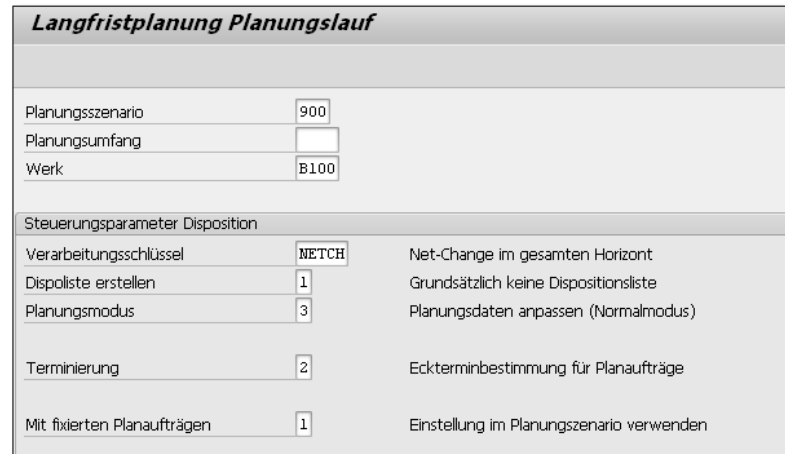 Langfristplanung Planungslauf
Planungsszenario 900
Planungsumfang
Werk B100
Steuerungsparameter Disposition
Verarbeitungsschlüssel NETCH Net-Change im gesamten Horizont
Dispoliste erstellen 1 Grundsätzlich keine Dispositionsliste
Planungsmodus 3 Planungsdaten anpassen (Normalmodus)
Terminierung 2 Eckterminbestimmung für Planaufträge
Mit fixierten Planaufträgen 1 Einstellung im Planungszenario verwenden